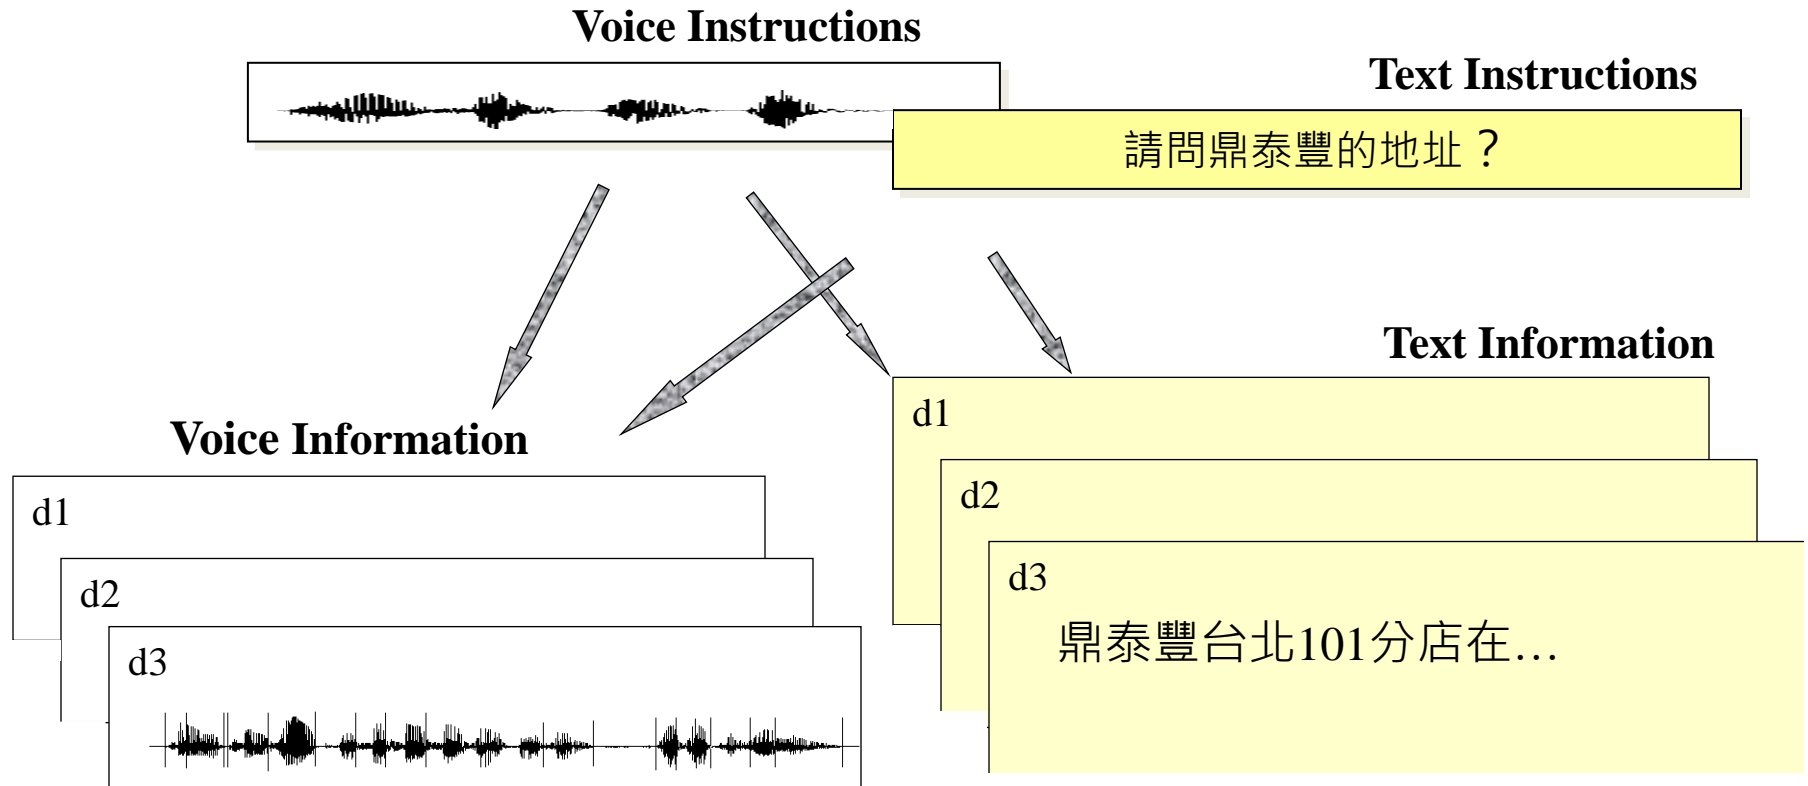 Voice Instructions
Text Instructions
請問鼎泰豐的地址？
Text Information
Voice Information
d1
d2
d3
d1
d2
d3
鼎泰豐台北101分店在…